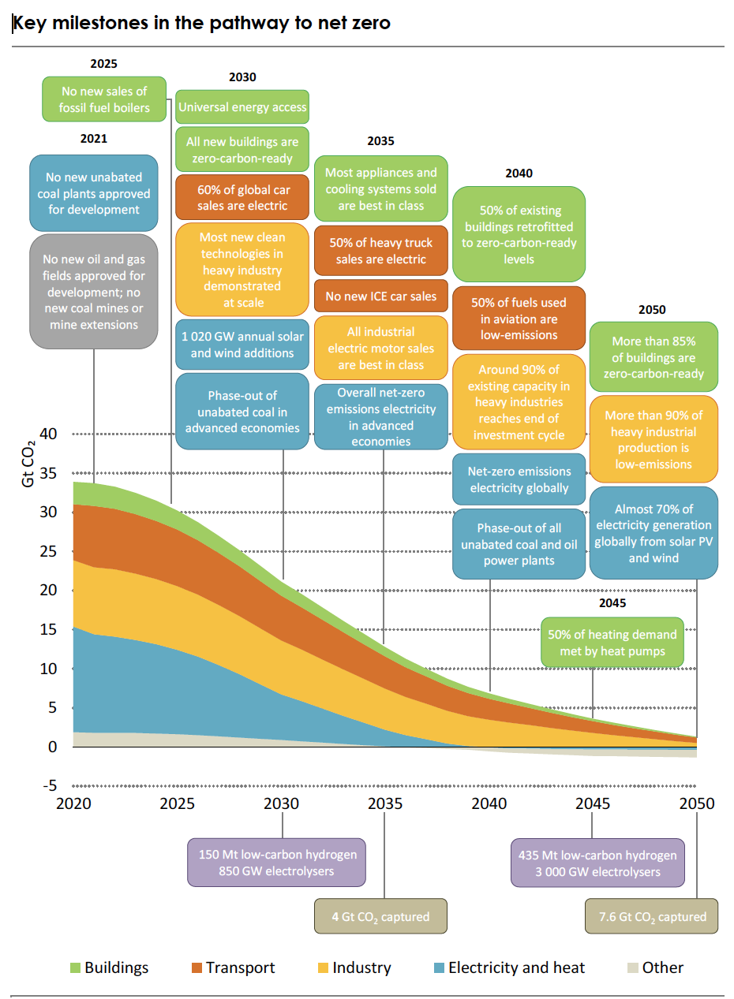 Key milestones in the pathway to net zero
2025
No new sales of
fossil fuel boilers
2021
No new unabated
coal plants approved
for development
No new oil and gas
fields approved for
development; no
new coal mines or
mine extensions
2030
Universal energy access
All new buildings are
zero-carbon-ready
60% of global car
sales are electric
Most new clean
technologies in
heavy industry
demonstrated
at scale
1 020 GW annual solar
and wind additions
Phase-out of
unabated coal in
advanced economies
2035
Most appliances and
cooling systems sold
are best in class
50% of heavy truck
sales are electric
No new ICE car sales
All industrial
electric motor sales
are best in class
Overall net-zero
emissions electricity
in advanced
economies
2040
50% of existing
buildings retrofitted
to zero-carbon-ready
levels
50% of fuels used
in aviation are
low-emissions
Around 90% of
existing capacity in
heavy industries
reaches end of
investment cycle
Net-zero emissions
electricity globally
Phase-out of all
unabated coal and oil
power plants
2050
More than 85%
of buildings are
zero-carbon-ready
More than 90% of
heavy industrial
production is
low-emissions
Almost 70% of
electricity generation
globally from solar PV
and wind
2045
50% of heating demand
met by heat pumps
Gt CO₂
40
35
30
25
20
15
10
5
0
-5
2020 2025 2030 2035 2040 2045 2050
150 Mt low-carbon hydrogen
850 GW electrolysers
435 Mt low-carbon hydrogen
3 000 GW electrolysers
4 Gt CO₂ captured
7.6 Gt CO₂ captured
Buildings Transport Industry Electricity and heat Other